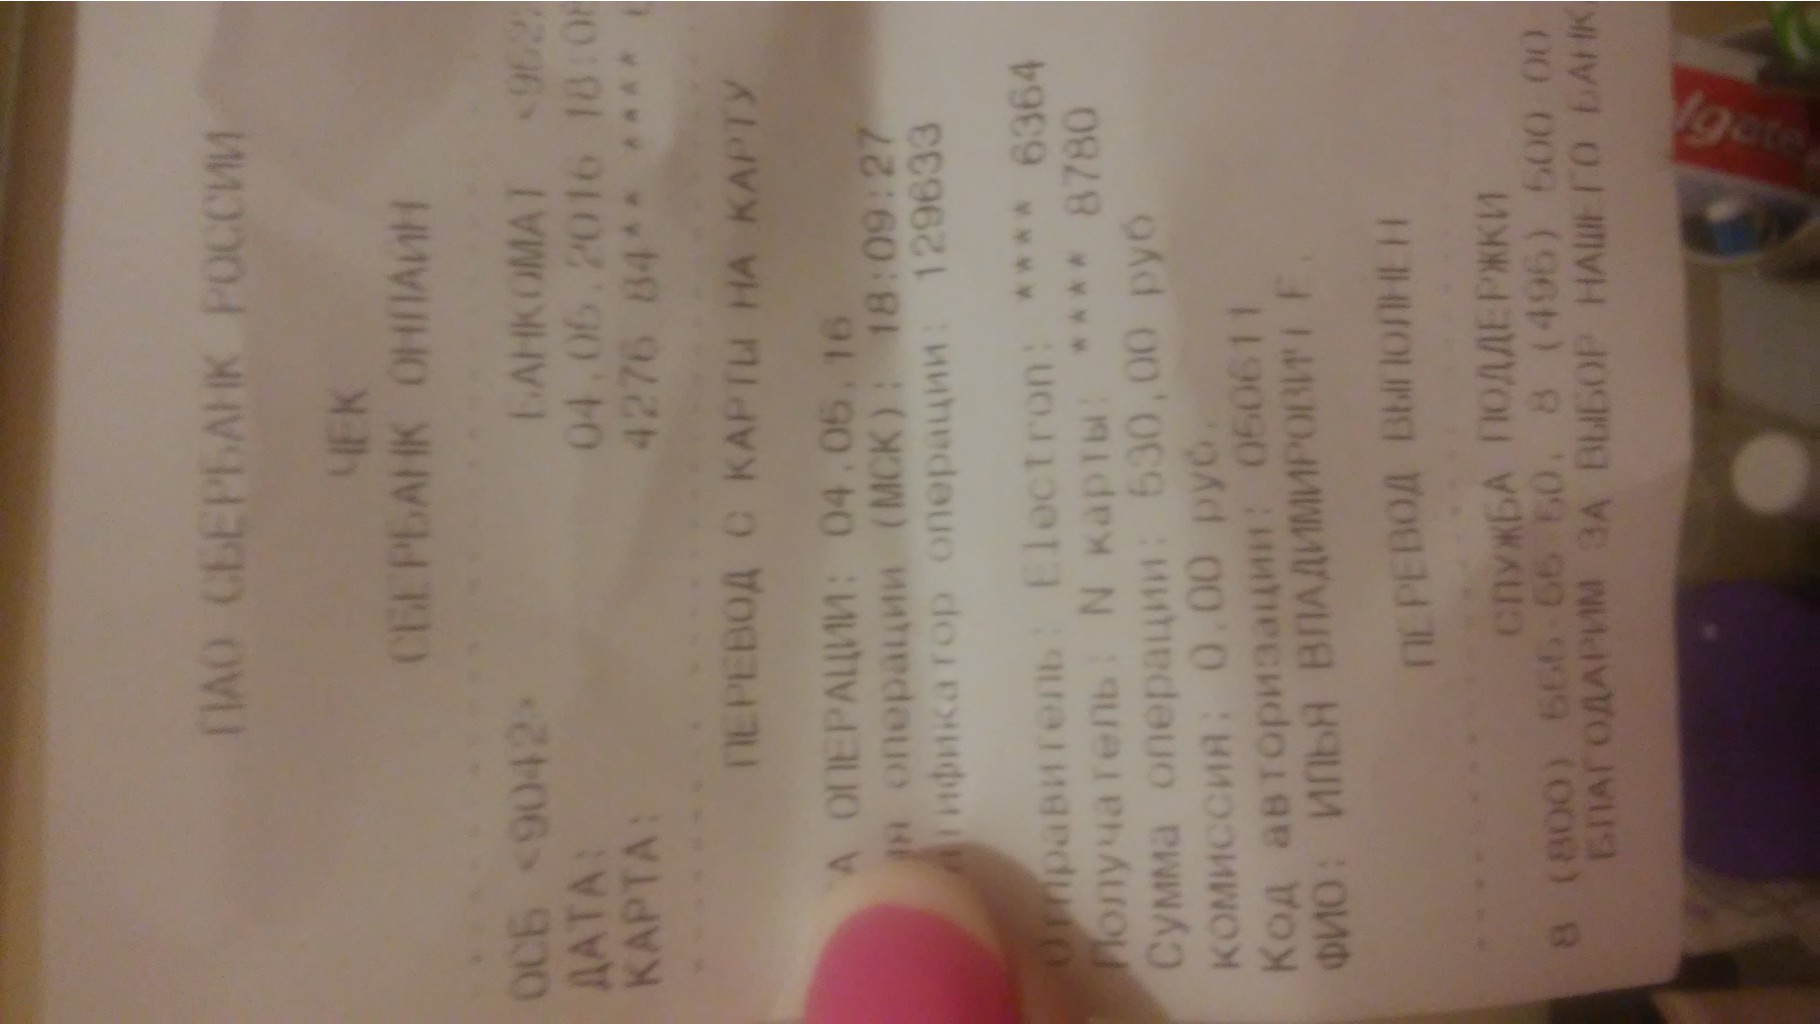 ПАО СБЕРБАНК РОССИИ
ЧЕК
СБЕРБАНК ОНЛАЙН
ОСБ <9042> БАНКОМАТ
ДАТА: 04.05.2016
КАРТА: 4276 84** ****
ПЕРЕВОД С КАРТЫ НА КАРТУ
ОПЕРАЦИИ: 04.05.16
операции (МСК): 18:09:27
операции: 129633
Отправитель: Electron: **** 6364
Получатель: N карты: **** 8780
Сумма операции: 530,00 руб
комиссия: 0.00 руб.
Код авторизации: 050611
ФИО: ИЛЬЯ ВЛАДИМИРОВИЧ Г.
ПЕРЕВОД ВЫПОЛНЕН
СЛУЖБА ПОДДЕРЖКИ
8 (800) 555-55 50, 8 (495) 500 00
БЛАГОДАРИМ ЗА ВЫБОР НАШЕГО БАНКА
lgate